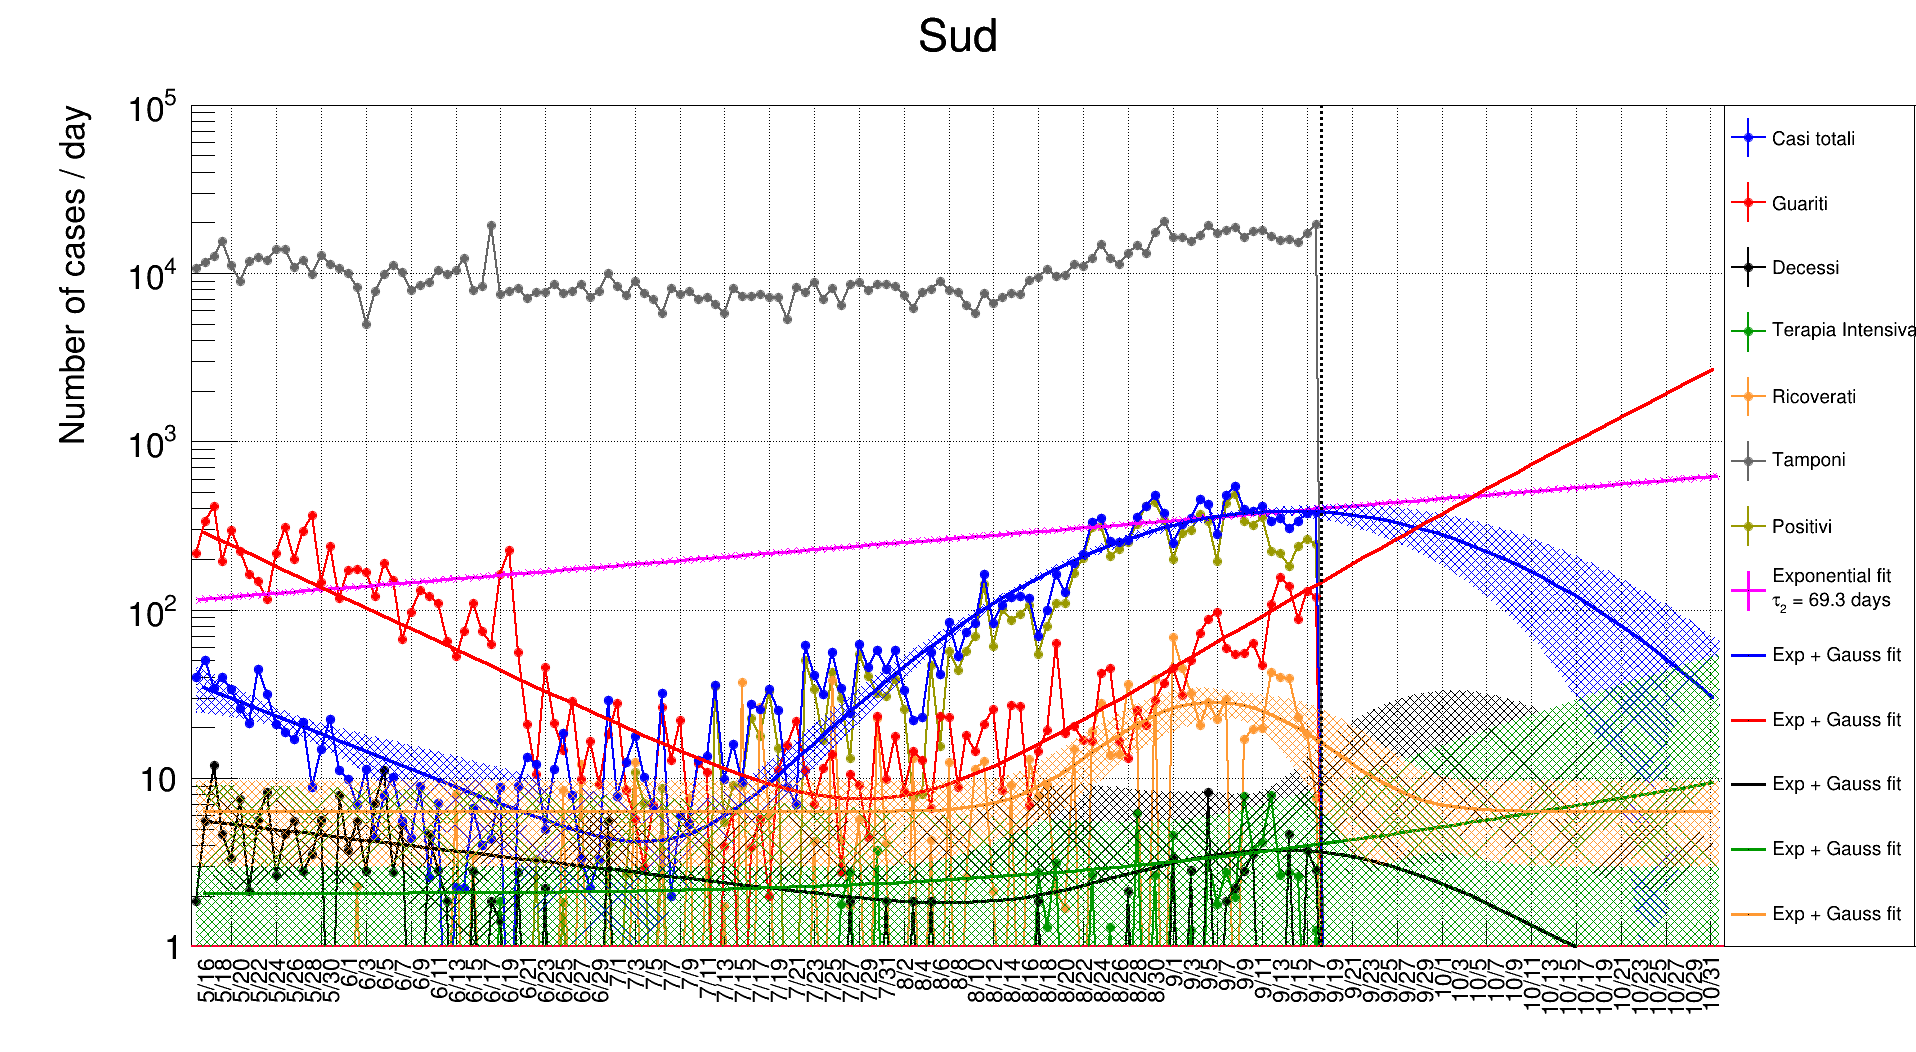 Sud
Number of cases / day
10^5
10^4
10^3
10^2
10
1
5/16 5/18 5/20 5/22 5/24 5/26 5/28 5/30 6/1 6/3 6/5 6/7 6/9 6/11 6/13 6/15 6/17 6/19 6/21 6/23 6/25 6/27 6/29 7/1 7/3 7/5 7/7 7/9 7/11 7/13 7/15 7/17 7/19 7/21 7/23 7/25 7/27 7/29 7/31 8/2 8/4 8/6 8/8 8/10 8/12 8/14 8/16 8/18 8/20 8/22 8/24 8/26 8/28 8/30 9/1 9/3 9/5 9/7 9/9 9/11 9/13 9/15 9/17 9/19 9/21 9/23 9/25 9/27 9/29 10/1 10/3 10/5 10/7 10/9 10/11 10/13 10/15 10/17 10/19 10/21 10/23 10/25 10/27 10/29 10/31
Casi totali
Guariti
Decessi
Terapia Intensiva
Ricoverati
Tamponi
Positivi
Exponential fit
τ₂ = 69.3 days
Exp + Gauss fit
Exp + Gauss fit
Exp + Gauss fit
Exp + Gauss fit
Exp + Gauss fit